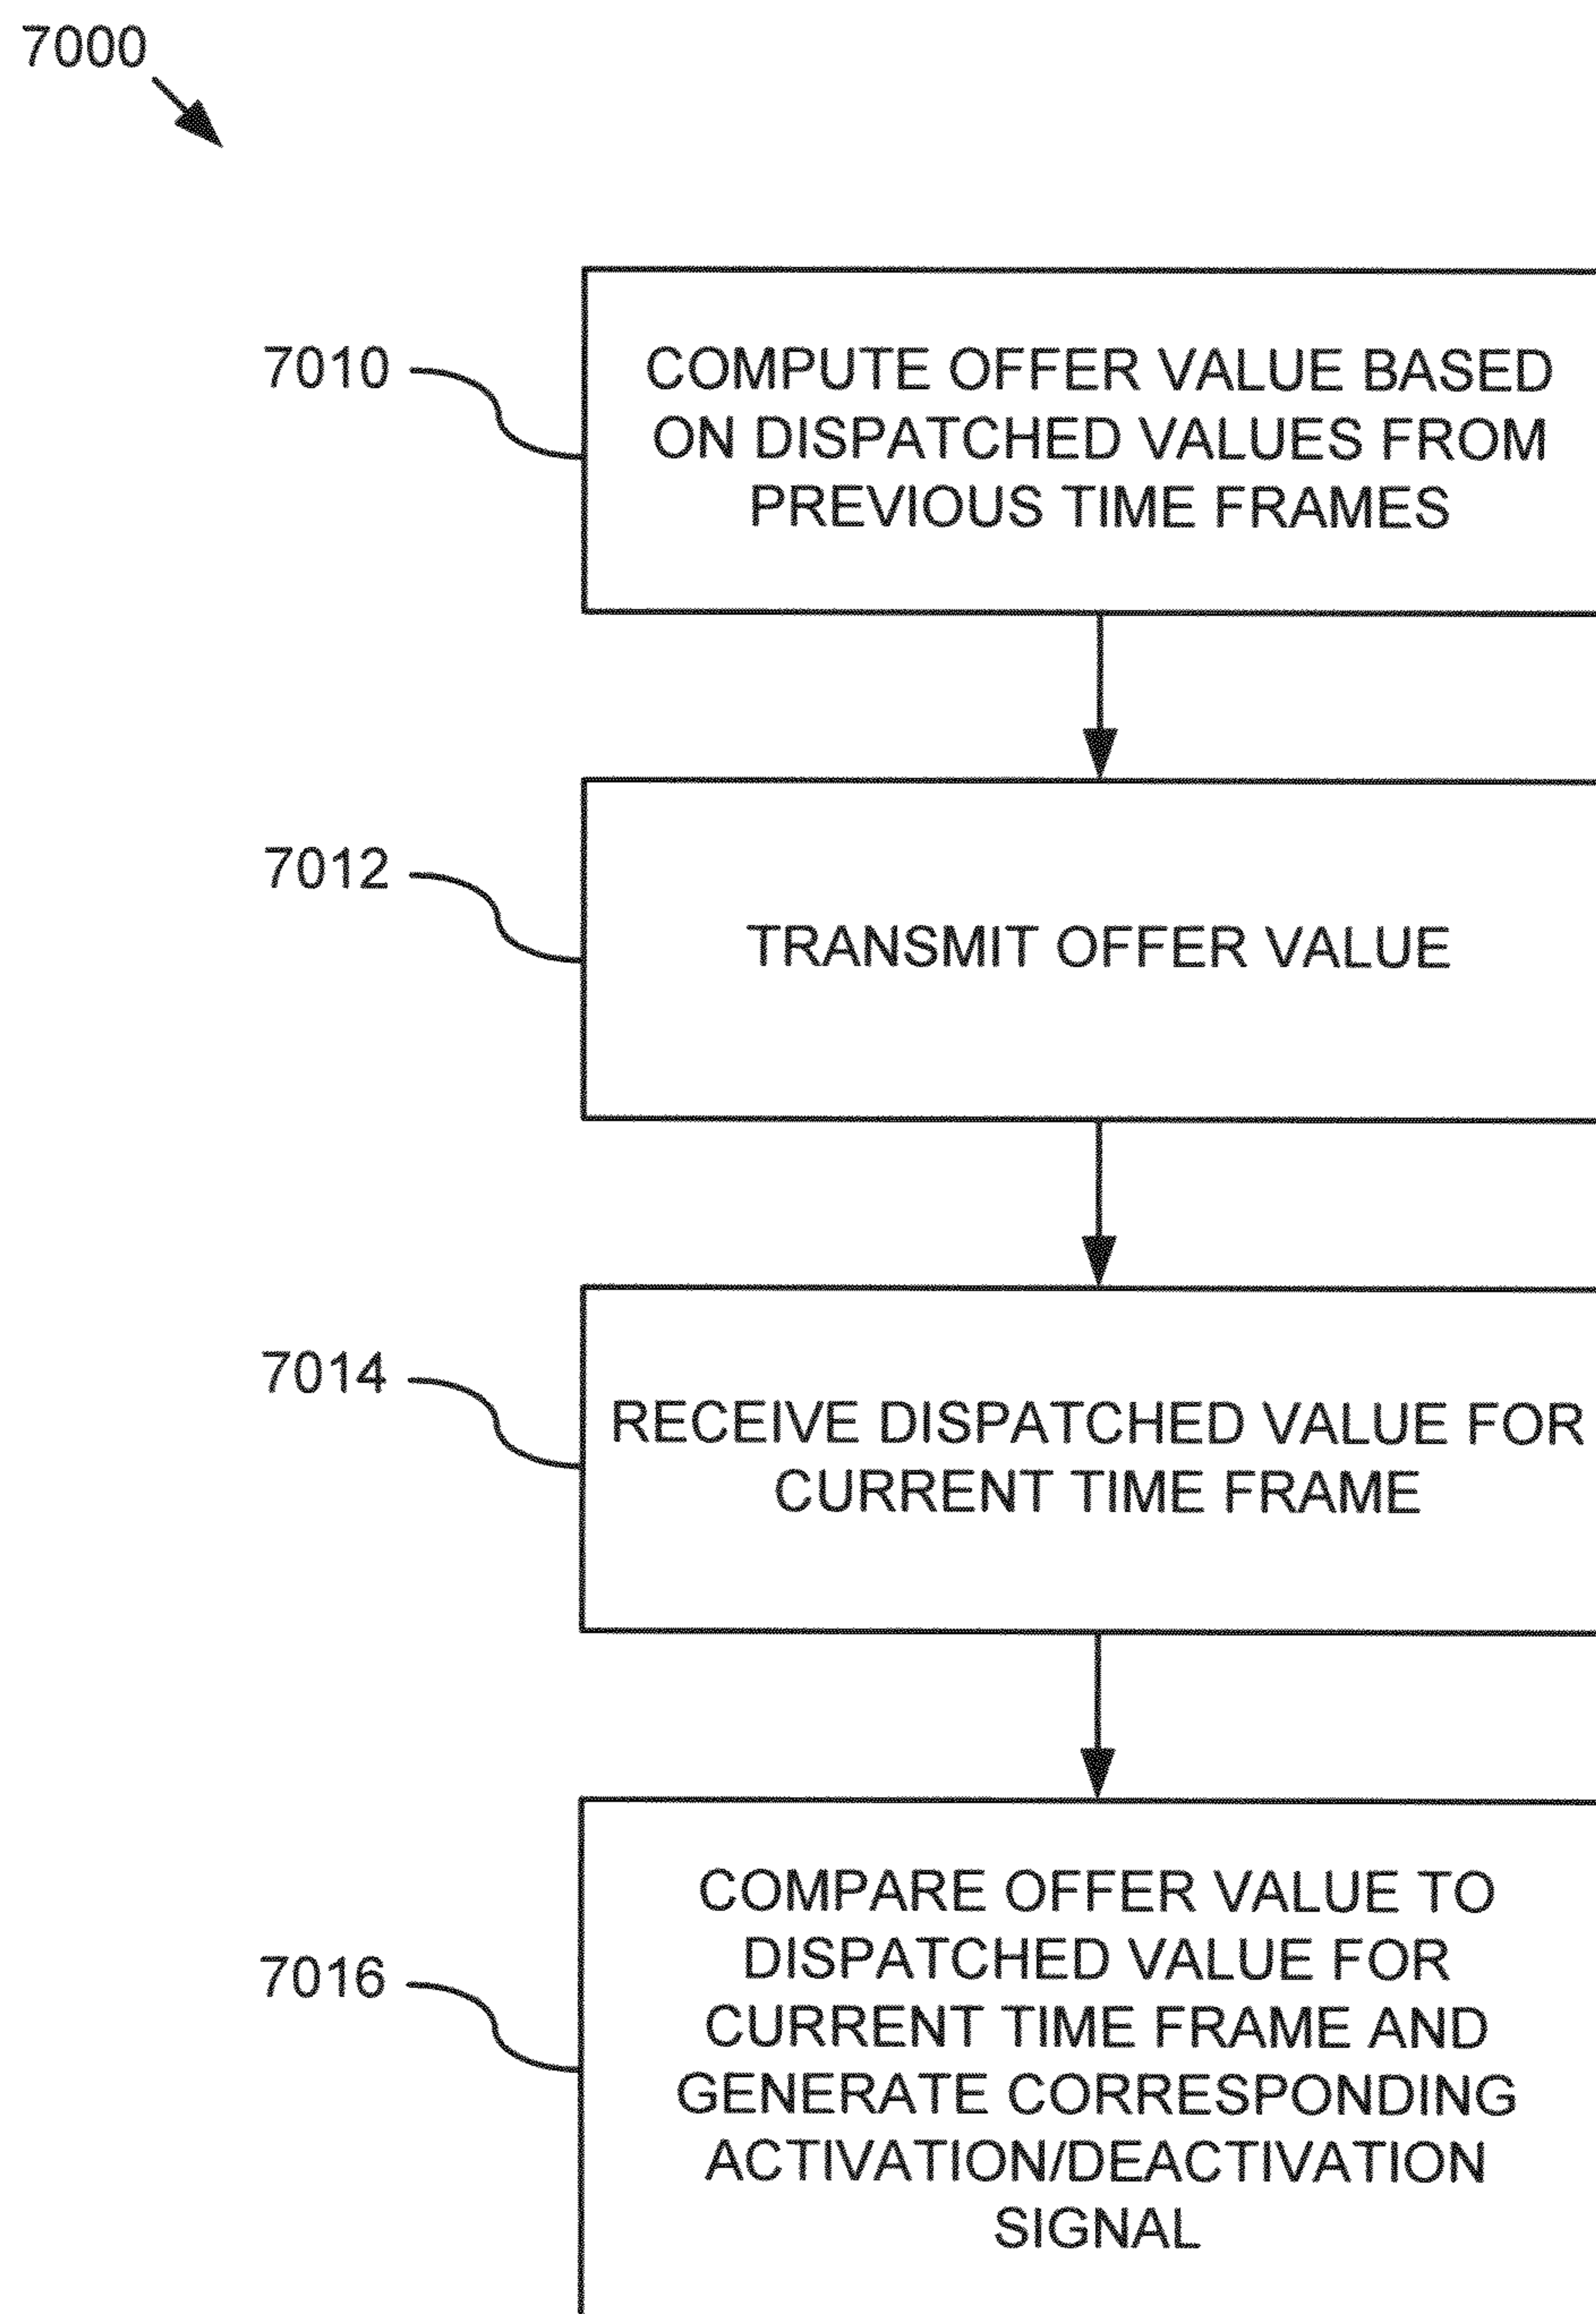 7000
7010
COMPUTE OFFER VALUE BASED
ON DISPATCHED VALUES FROM
PREVIOUS TIME FRAMES
7012
TRANSMIT OFFER VALUE
7014
RECEIVE DISPATCHED VALUE FOR
CURRENT TIME FRAME
7016
COMPARE OFFER VALUE TO
DISPATCHED VALUE FOR
CURRENT TIME FRAME AND
GENERATE CORRESPONDING
ACTIVATION/DEACTIVATION
SIGNAL